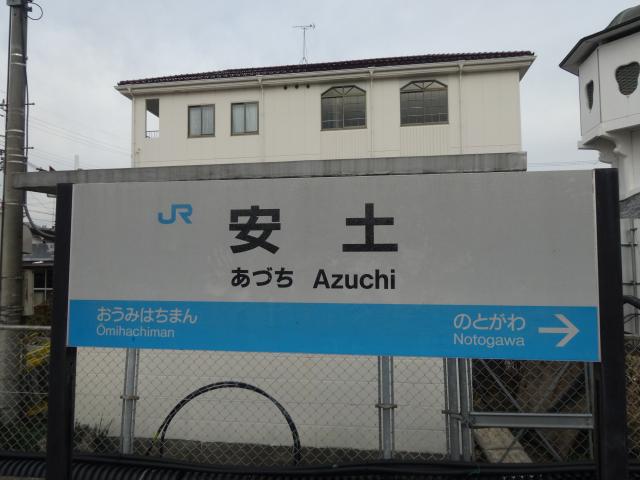 JR 安土
あづち Azuchi
おうみはちまん
Ōmihachiman
のとがわ
Notogawa